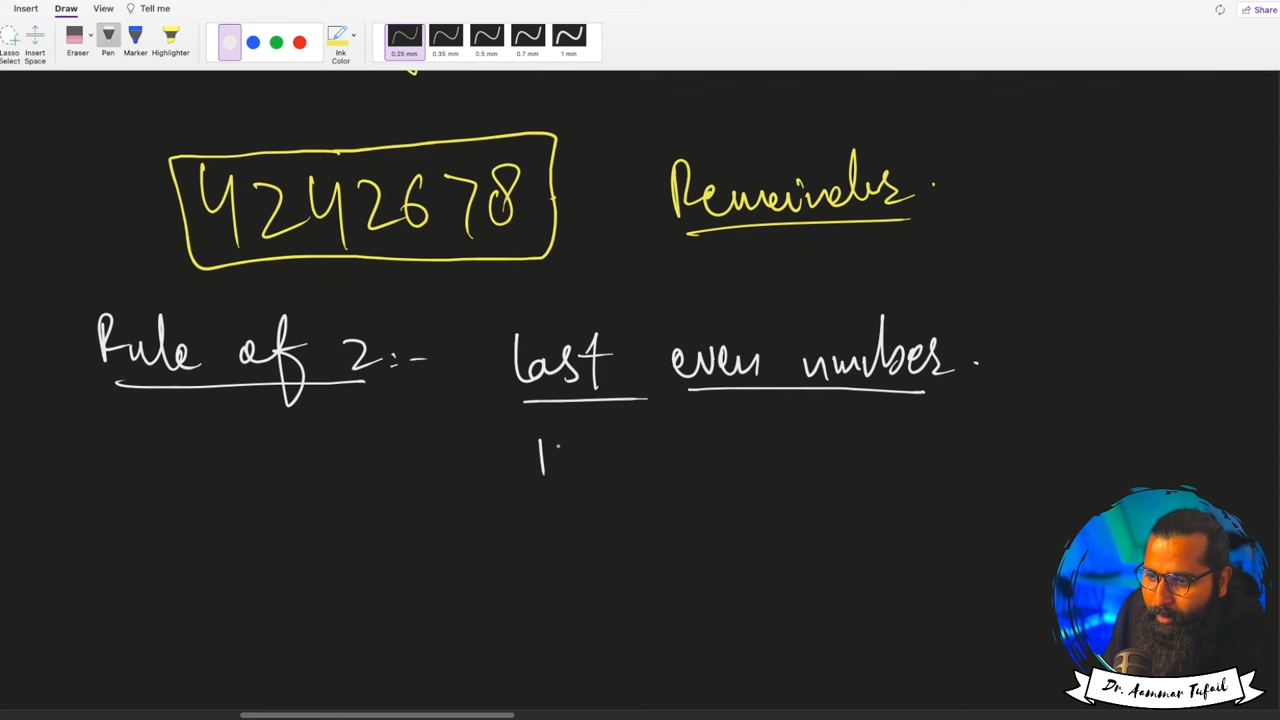 Insert Draw View Tell me Share
Lasso Select Insert Space Eraser Pen Marker Highlighter Ink Color 0.25 mm 0.35 mm 0.5 mm 0.7 mm 1 mm
4242678 Remainder.
Rule of 2:- last even number.
1
Dr. Aammar Tufail